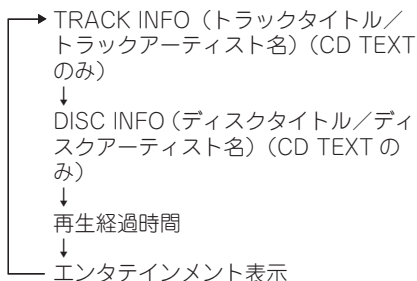 TRACK INFO（トラックタイトル／
トラックアーティスト名）（CD TEXT
のみ）
↓
DISC INFO（ディスクタイトル／ディ
スクアーティスト名）（CD TEXT の
み）
↓
再生経過時間
↓
エンタテインメント表示